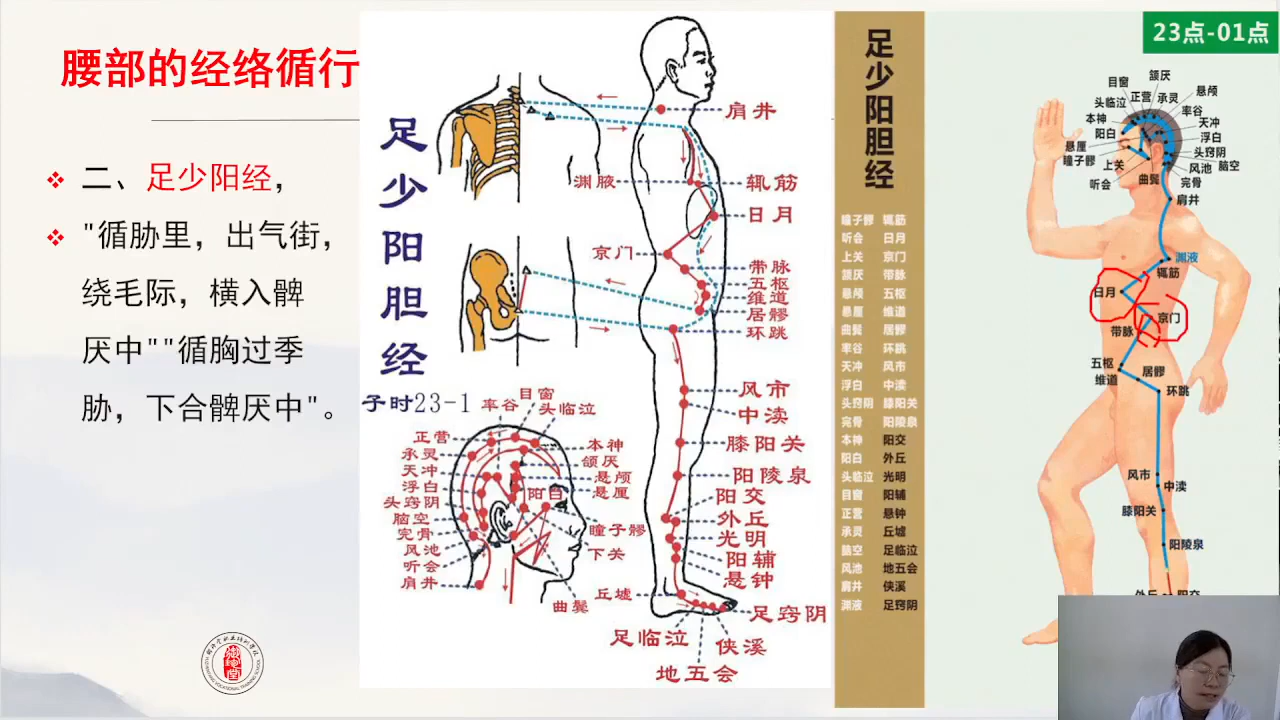 腰部的经络循行
二、足少阳经，
"循胁里，出气街，
绕毛际，横入髀
厌中""循胸过季
胁，下合髀厌中"。
足少阳胆经
子时23-1
肩井
渊腋
辄筋
日月
京门
带脉
五枢
维道
居髎
环跳
风市
中渎
膝阳关
阳陵泉
阳交
外丘
光明
阳辅
悬钟
丘墟
足窍阴
足临泣
侠溪
地五会
率谷
目窗
头临泣
正营
承灵
天冲
浮白
头窍阴
脑空
完骨
风池
听会
肩井
本神
颔厌
悬颅
悬厘
阳白
瞳子髎
下关
曲鬓
足少阳胆经
瞳子髎 辄筋
听会 日月
上关 京门
颔厌 带脉
悬颅 五枢
悬厘 维道
曲鬓 居髎
率谷 环跳
天冲 风市
浮白 中渎
头窍阴 膝阳关
完骨 阳陵泉
本神 阳交
阳白 外丘
头临泣 光明
目窗 阳辅
正营 悬钟
承灵 丘墟
脑空 足临泣
风池 地五会
肩井 侠溪
渊液 足窍阴
23点-01点
颔厌
目窗
正营
承灵
悬颅
头临泣
率谷
本神
天冲
阳白
浮白
悬厘
头窍阴
瞳子髎
上关
风池
脑空
听会
曲鬓
完骨
肩井
渊液
辄筋
日月
京门
带脉
五枢
居髎
维道
环跳
风市
中渎
膝阳关
阳陵泉